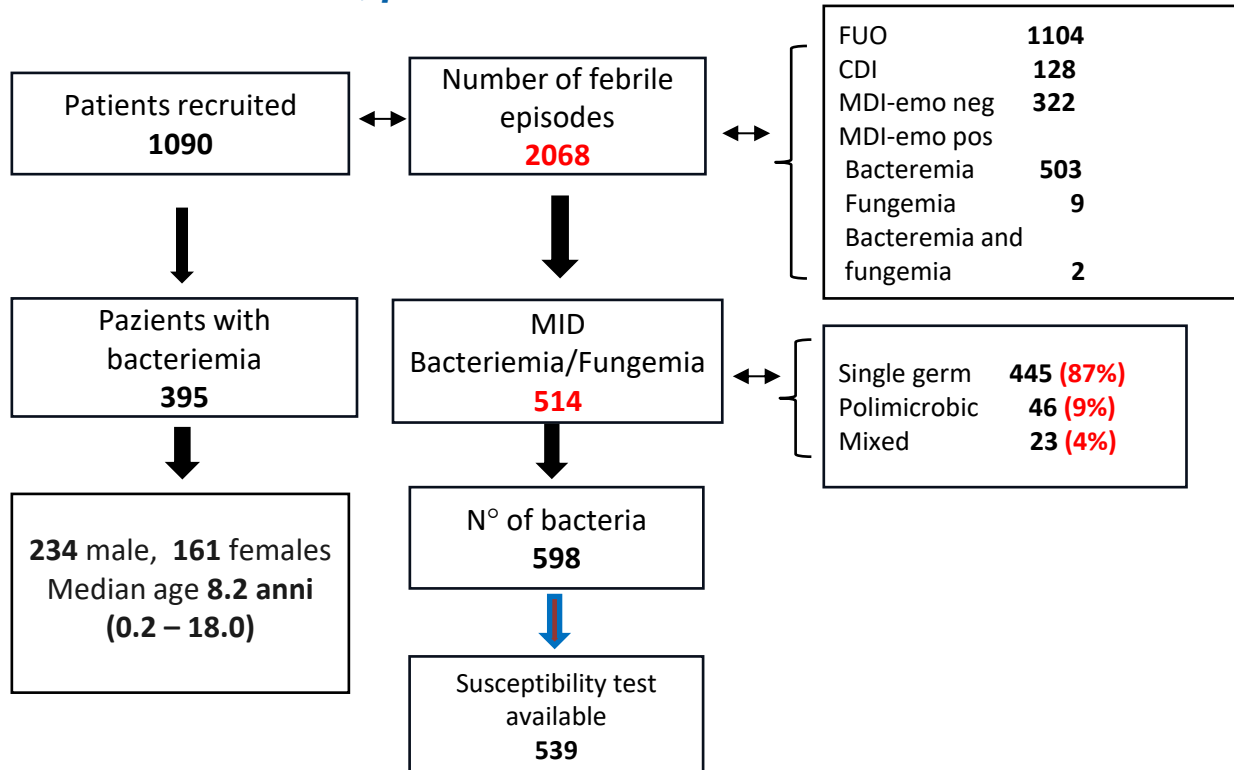 Patients recruited
1090
Number of febrile
episodes
2068
FUO 1104
CDI 128
MDI-emo neg 322
MDI-emo pos
Bacteremia 503
Fungemia 9
Bacteremia and
fungemia 2
Pazients with
bacteriemia
395
MID
Bacteriemia/Fungemia
514
Single germ 445 (87%)
Polimicrobic 46 (9%)
Mixed 23 (4%)
234 male, 161 females
Median age 8.2 anni
(0.2 – 18.0)
N° of bacteria
598
Susceptibility test
available
539